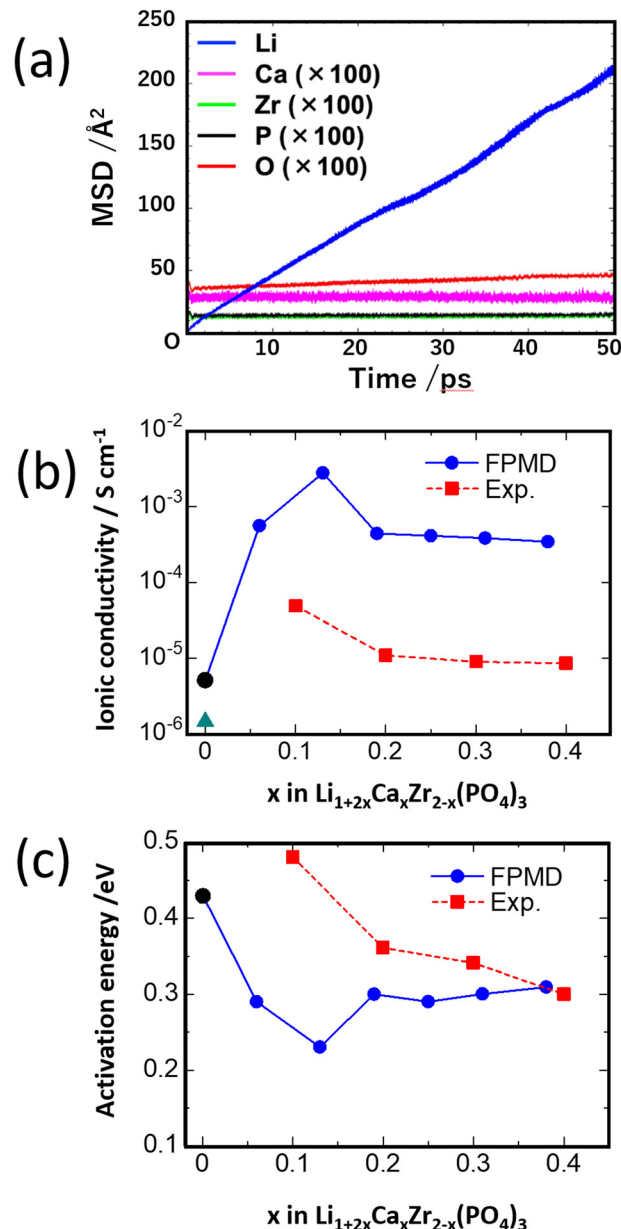 (a)
250
200
150
100
50
O
MSD /Å²
Li
Ca (×100)
Zr (×100)
P (×100)
O (×100)
10
20
30
40
50
Time /ps
(b)
10⁻²
10⁻³
10⁻⁴
10⁻⁵
10⁻⁶
Ionic conductivity / S cm⁻¹
FPMD
Exp.
0
0.1
0.2
0.3
0.4
x in Li₁₊₂ₓCaₓZr₂₋ₓ(PO₄)₃
(c)
0.5
0.4
0.3
0.2
0.1
Activation energy /eV
FPMD
Exp.
0
0.1
0.2
0.3
0.4
x in Li₁₊₂ₓCaₓZr₂₋ₓ(PO₄)₃